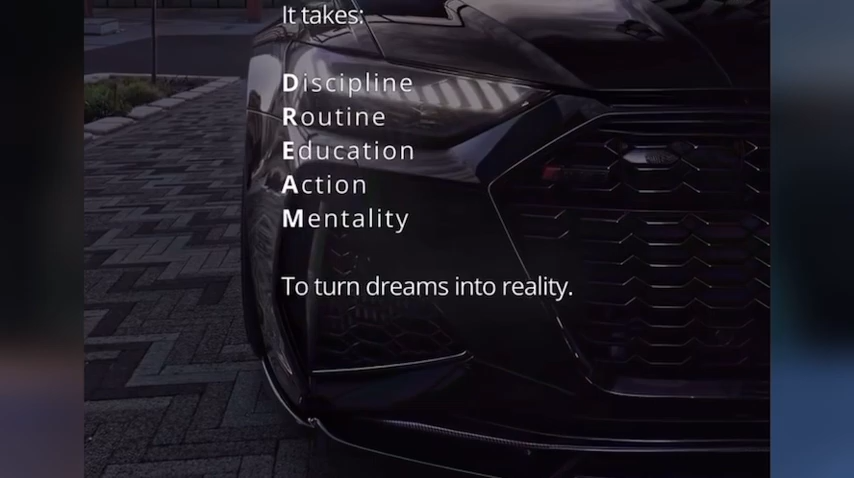 It takes:
Discipline
Routine
Education
Action
Mentality
To turn dreams into reality.